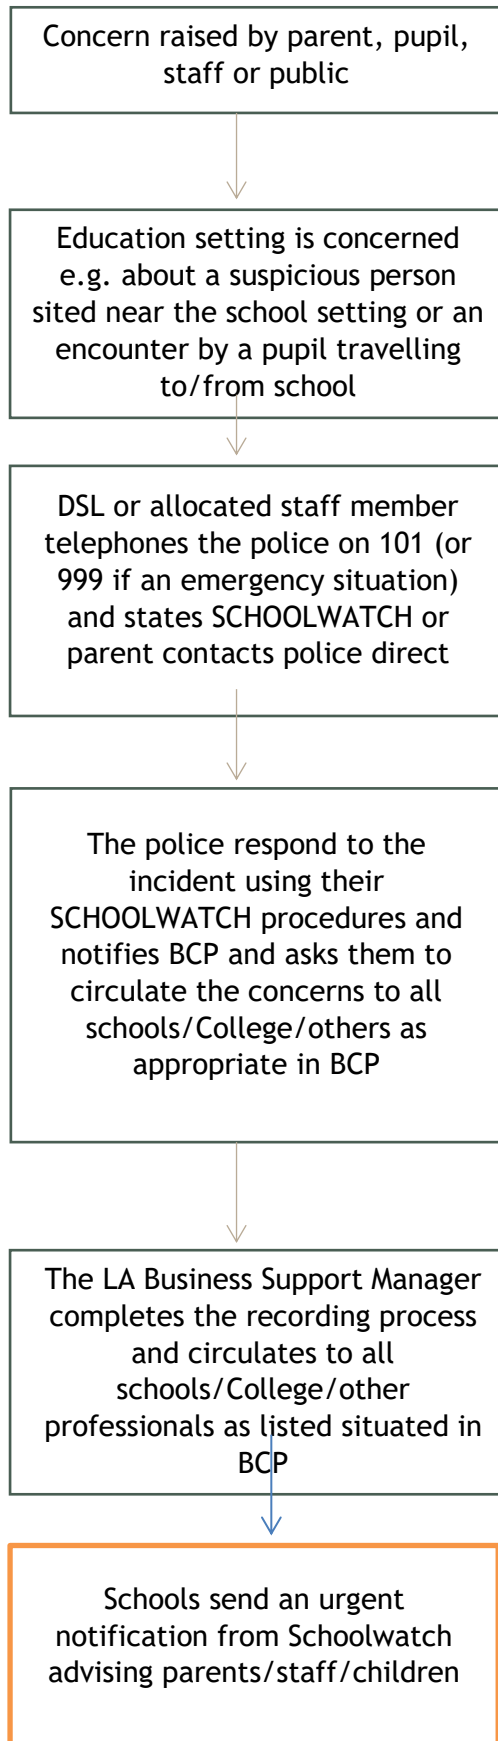 Concern raised by parent, pupil,
staff or public
Education setting is concerned
e.g. about a suspicious person
sited near the school setting or an
encounter by a pupil travelling
to/from school
DSL or allocated staff member
telephones the police on 101 (or
999 if an emergency situation)
and states SCHOOLWATCH or
parent contacts police direct
The police respond to the
incident using their
SCHOOLWATCH procedures and
notifies BCP and asks them to
circulate the concerns to all
schools/College/others as
appropriate in BCP
The LA Business Support Manager
completes the recording process
and circulates to all
schools/College/other
professionals as listed situated in
BCP
Schools send an urgent
notification from Schoolwatch
advising parents/staff/children